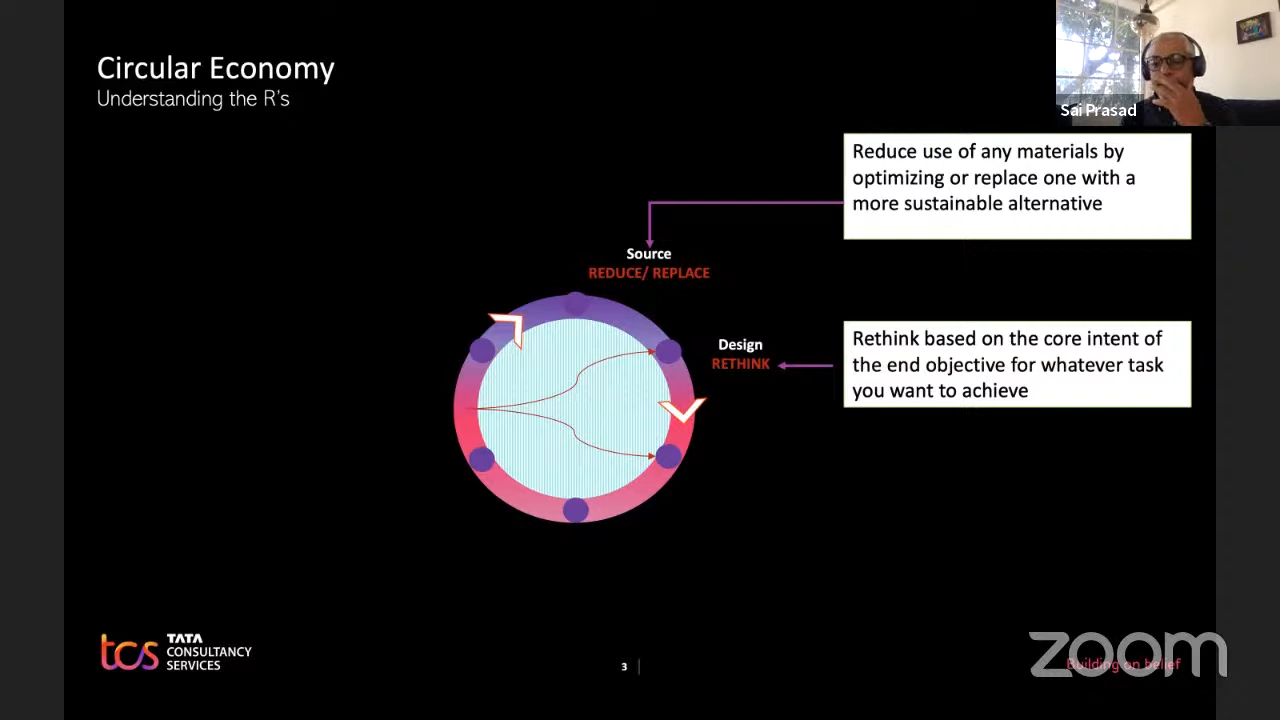 Circular Economy
Understanding the R's
Sai Prasad
Reduce use of any materials by
optimizing or replace one with a
more sustainable alternative
Source
REDUCE/ REPLACE
Design
RETHINK
Rethink based on the core intent of
the end objective for whatever task
you want to achieve
tcs TATA
CONSULTANCY
SERVICES
3
Building on belief
zoom